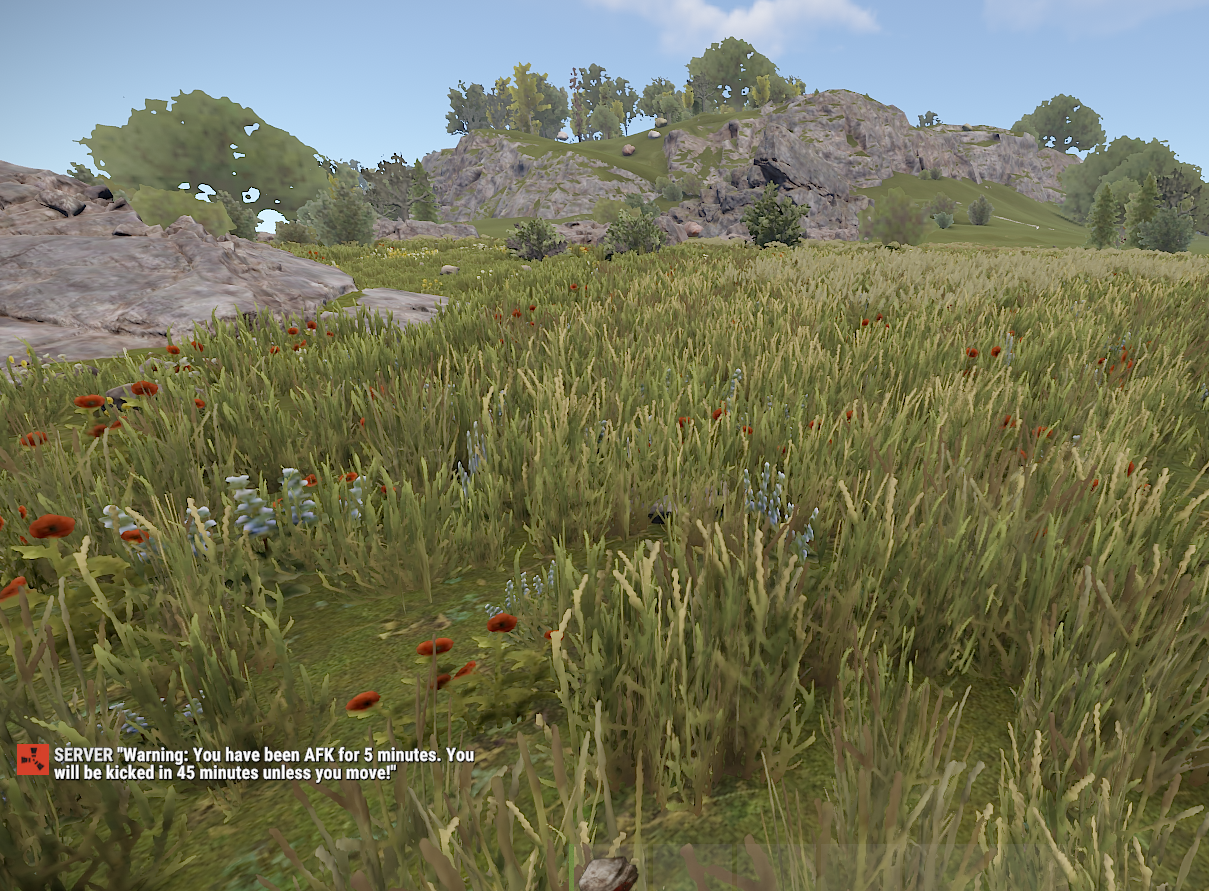 SERVER "Warning: You have been AFK for 5 minutes. You
will be kicked in 45 minutes unless you move!"